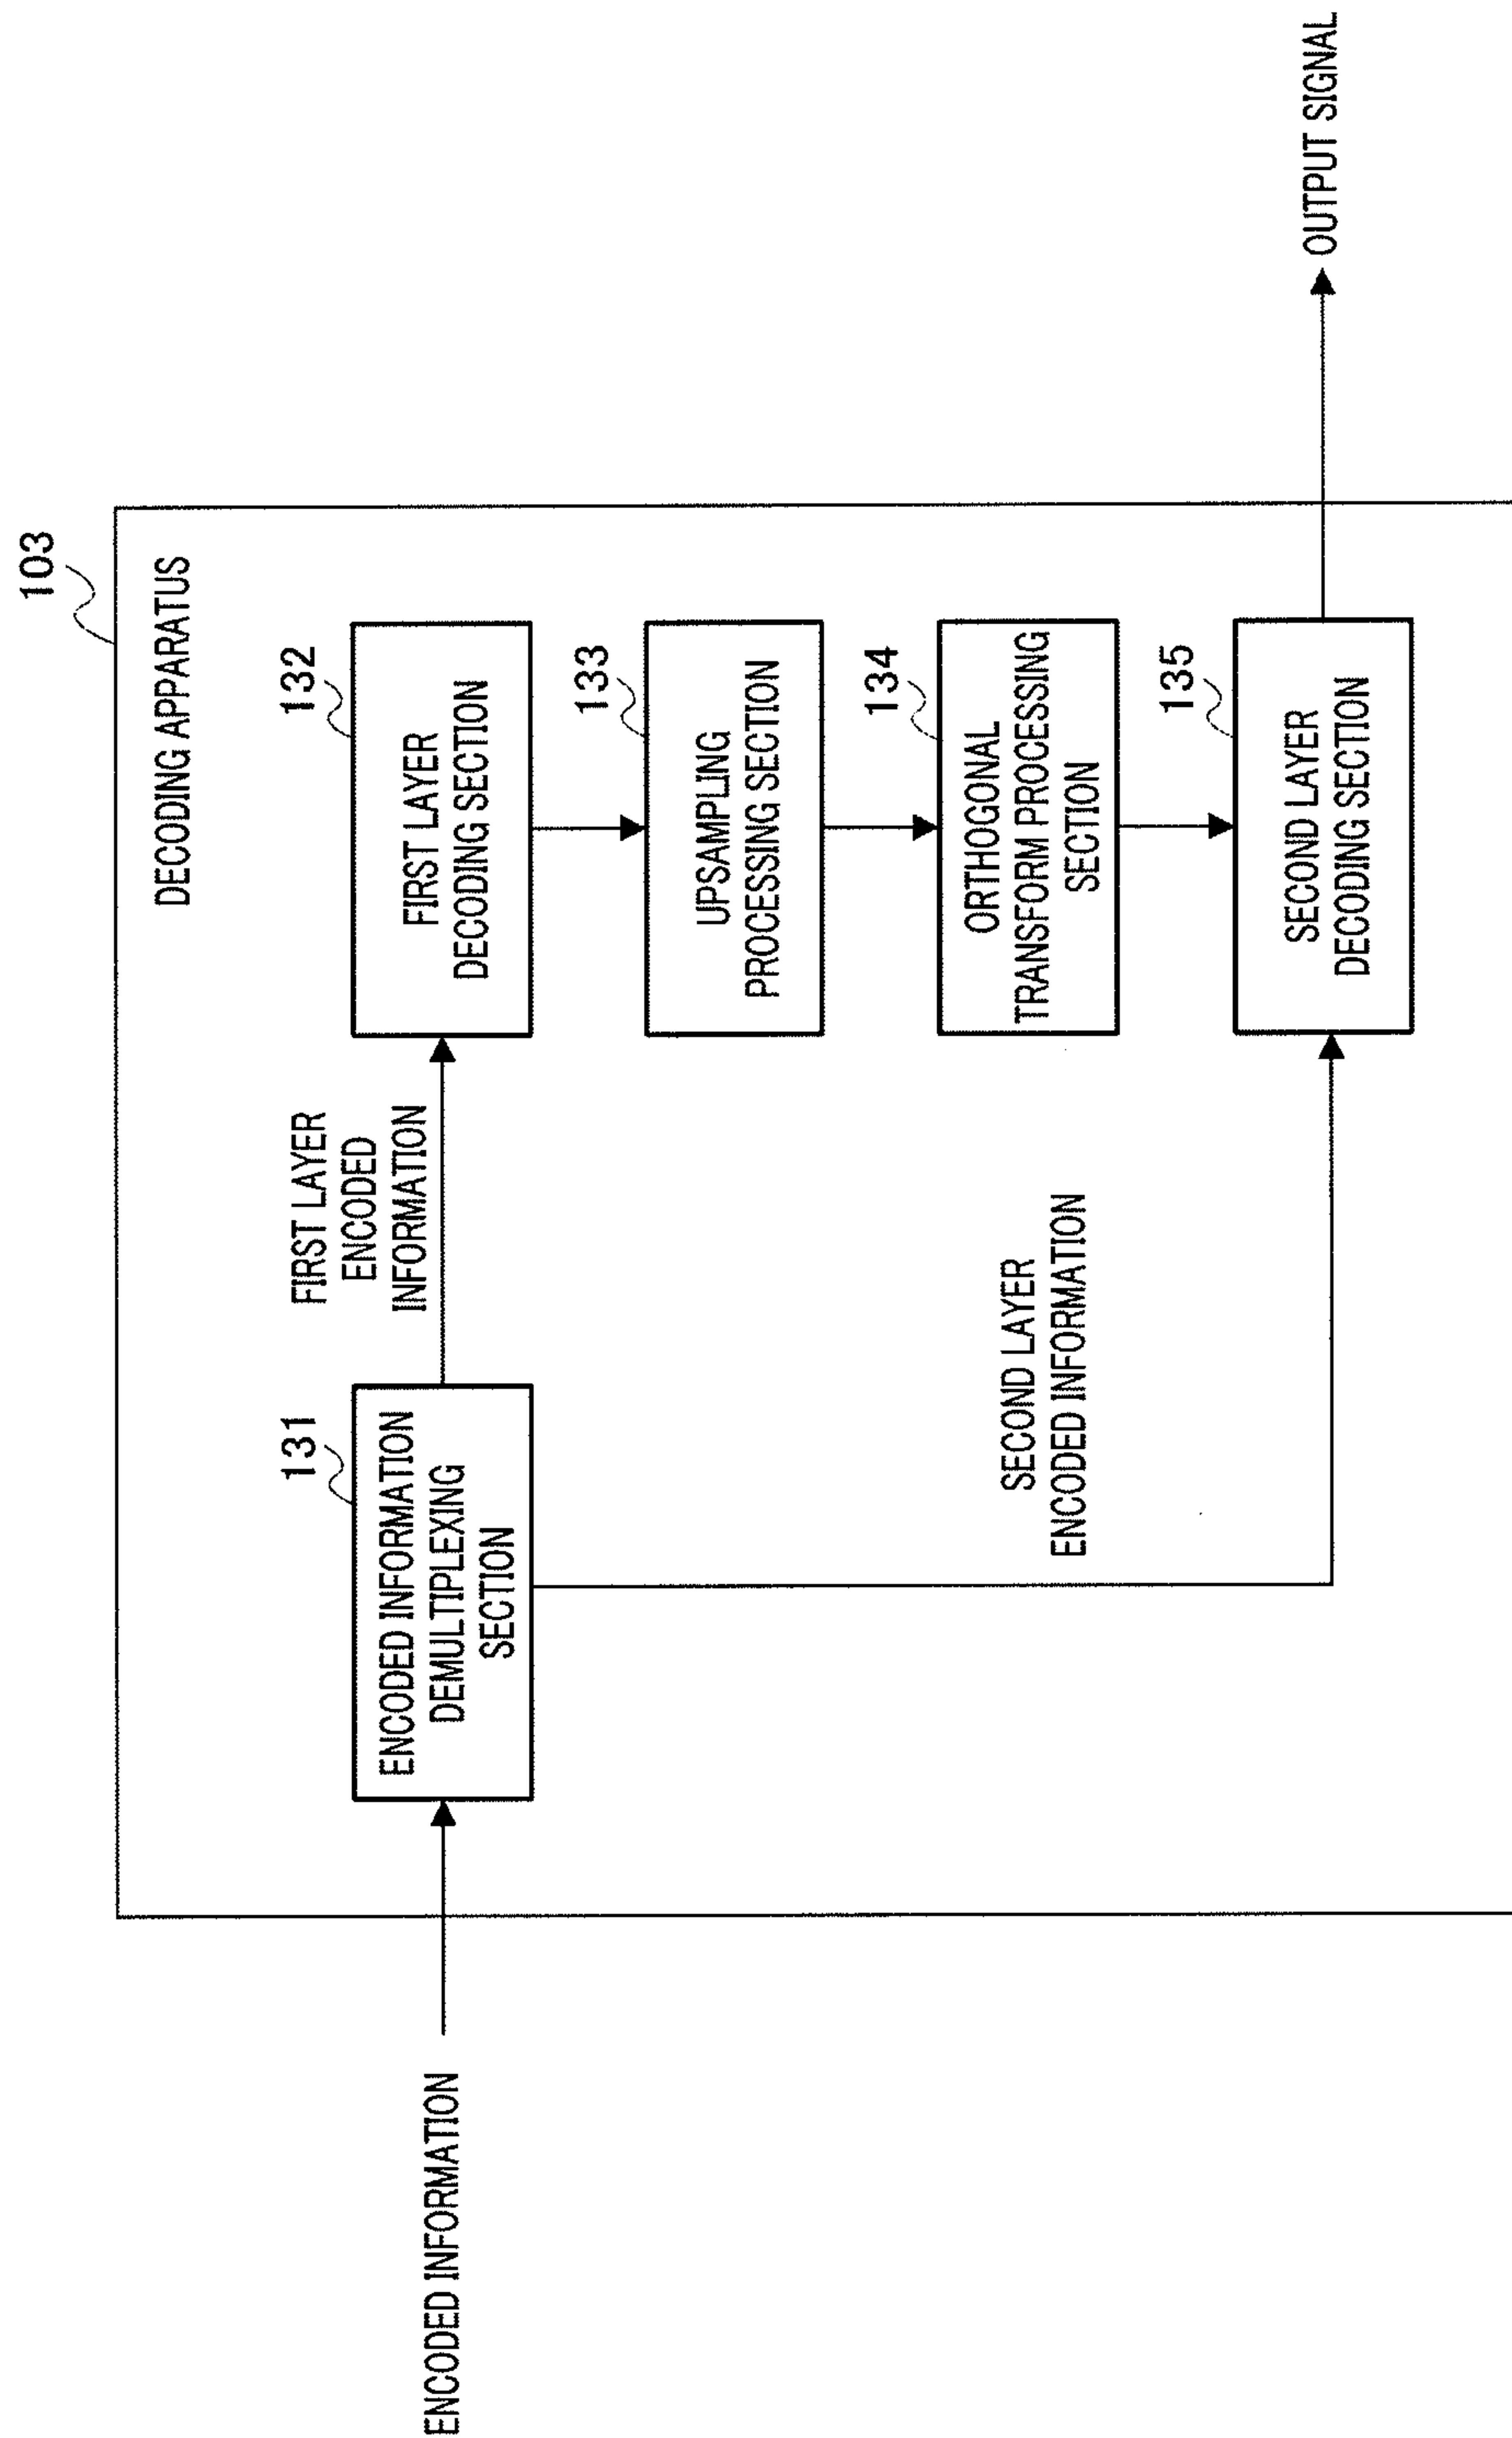 103
DECODING APPARATUS
132
FIRST LAYER
DECODING SECTION
133
UPSAMPLING
PROCESSING SECTION
134
ORTHOGONAL
TRANSFORM PROCESSING
SECTION
135
SECOND LAYER
DECODING SECTION
FIRST LAYER
ENCODED
INFORMATION
131
ENCODED INFORMATION
DEMULTIPLEXING
SECTION
SECOND LAYER
ENCODED INFORMATION
ENCODED INFORMATION
OUTPUT SIGNAL